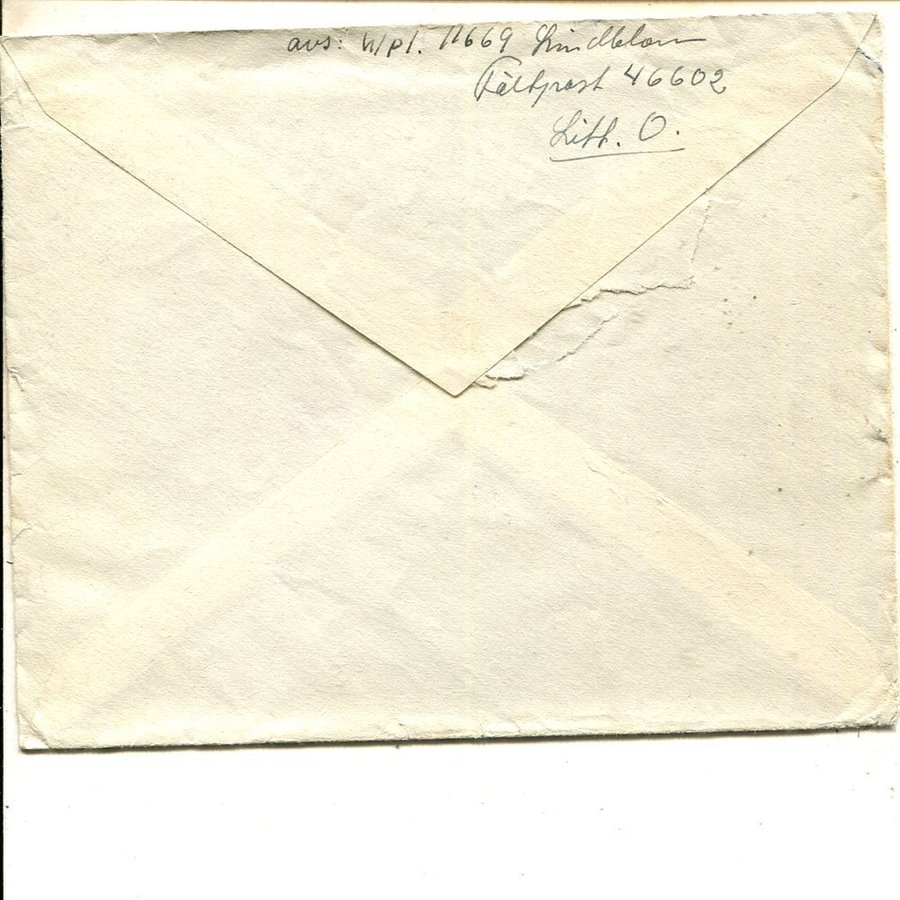 avs: v/pl. 11669 Lindblom
Fältpost 46602
Litt. O.